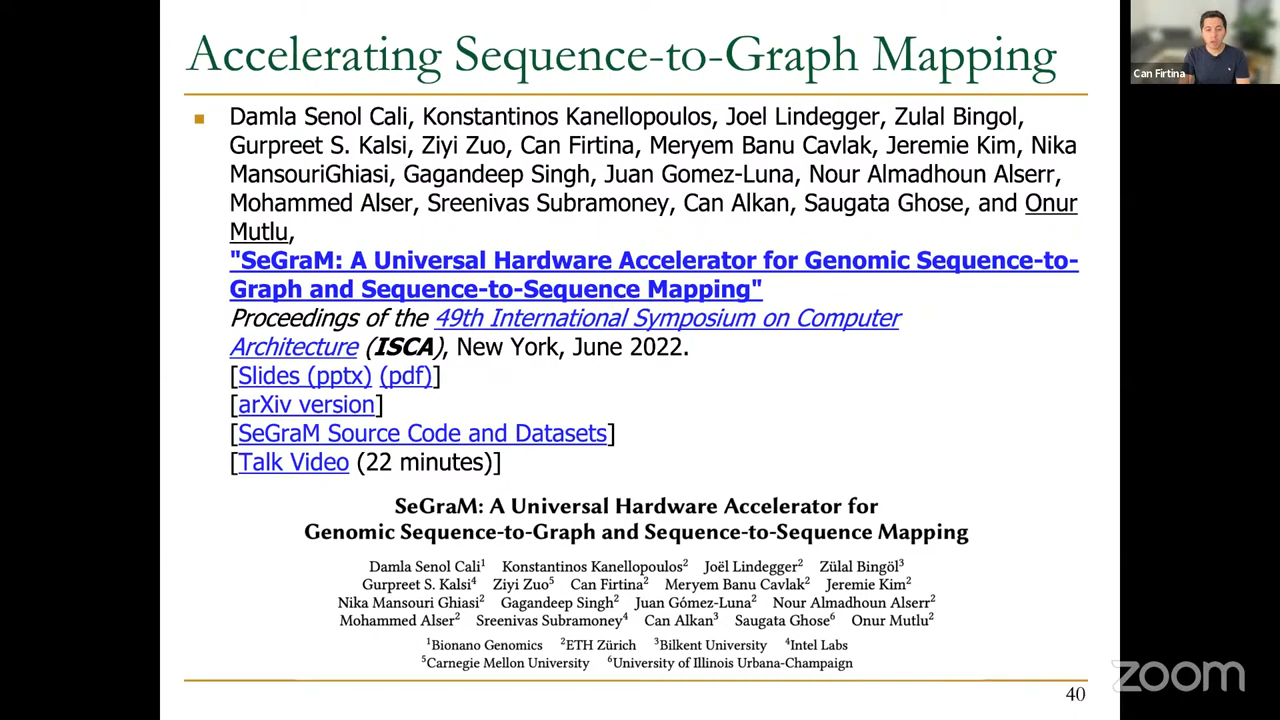 Accelerating Sequence-to-Graph Mapping
Damla Senol Cali, Konstantinos Kanellopoulos, Joel Lindegger, Zulal Bingol,
Gurpreet S. Kalsi, Ziyi Zuo, Can Firtina, Meryem Banu Cavlak, Jeremie Kim, Nika
MansouriGhiasi, Gagandeep Singh, Juan Gomez-Luna, Nour Almadhoun Alserr,
Mohammed Alser, Sreenivas Subramoney, Can Alkan, Saugata Ghose, and Onur
Mutlu,
"SeGraM: A Universal Hardware Accelerator for Genomic Sequence-to-
Graph and Sequence-to-Sequence Mapping"
Proceedings of the 49th International Symposium on Computer
Architecture (ISCA), New York, June 2022.
[Slides (pptx) (pdf)]
[arXiv version]
[SeGraM Source Code and Datasets]
[Talk Video (22 minutes)]
SeGraM: A Universal Hardware Accelerator for
Genomic Sequence-to-Graph and Sequence-to-Sequence Mapping
Damla Senol Cali¹ Konstantinos Kanellopoulos² Joël Lindegger² Zülal Bingöl³
Gurpreet S. Kalsi⁴ Ziyi Zuo⁵ Can Firtina² Meryem Banu Cavlak² Jeremie Kim²
Nika Mansouri Ghiasi² Gagandeep Singh² Juan Gómez-Luna² Nour Almadhoun Alserr²
Mohammed Alser² Sreenivas Subramoney⁴ Can Alkan³ Saugata Ghose⁶ Onur Mutlu²
¹Bionano Genomics ²ETH Zürich ³Bilkent University ⁴Intel Labs
⁵Carnegie Mellon University ⁶University of Illinois Urbana-Champaign
40
Can Firtina
zoom